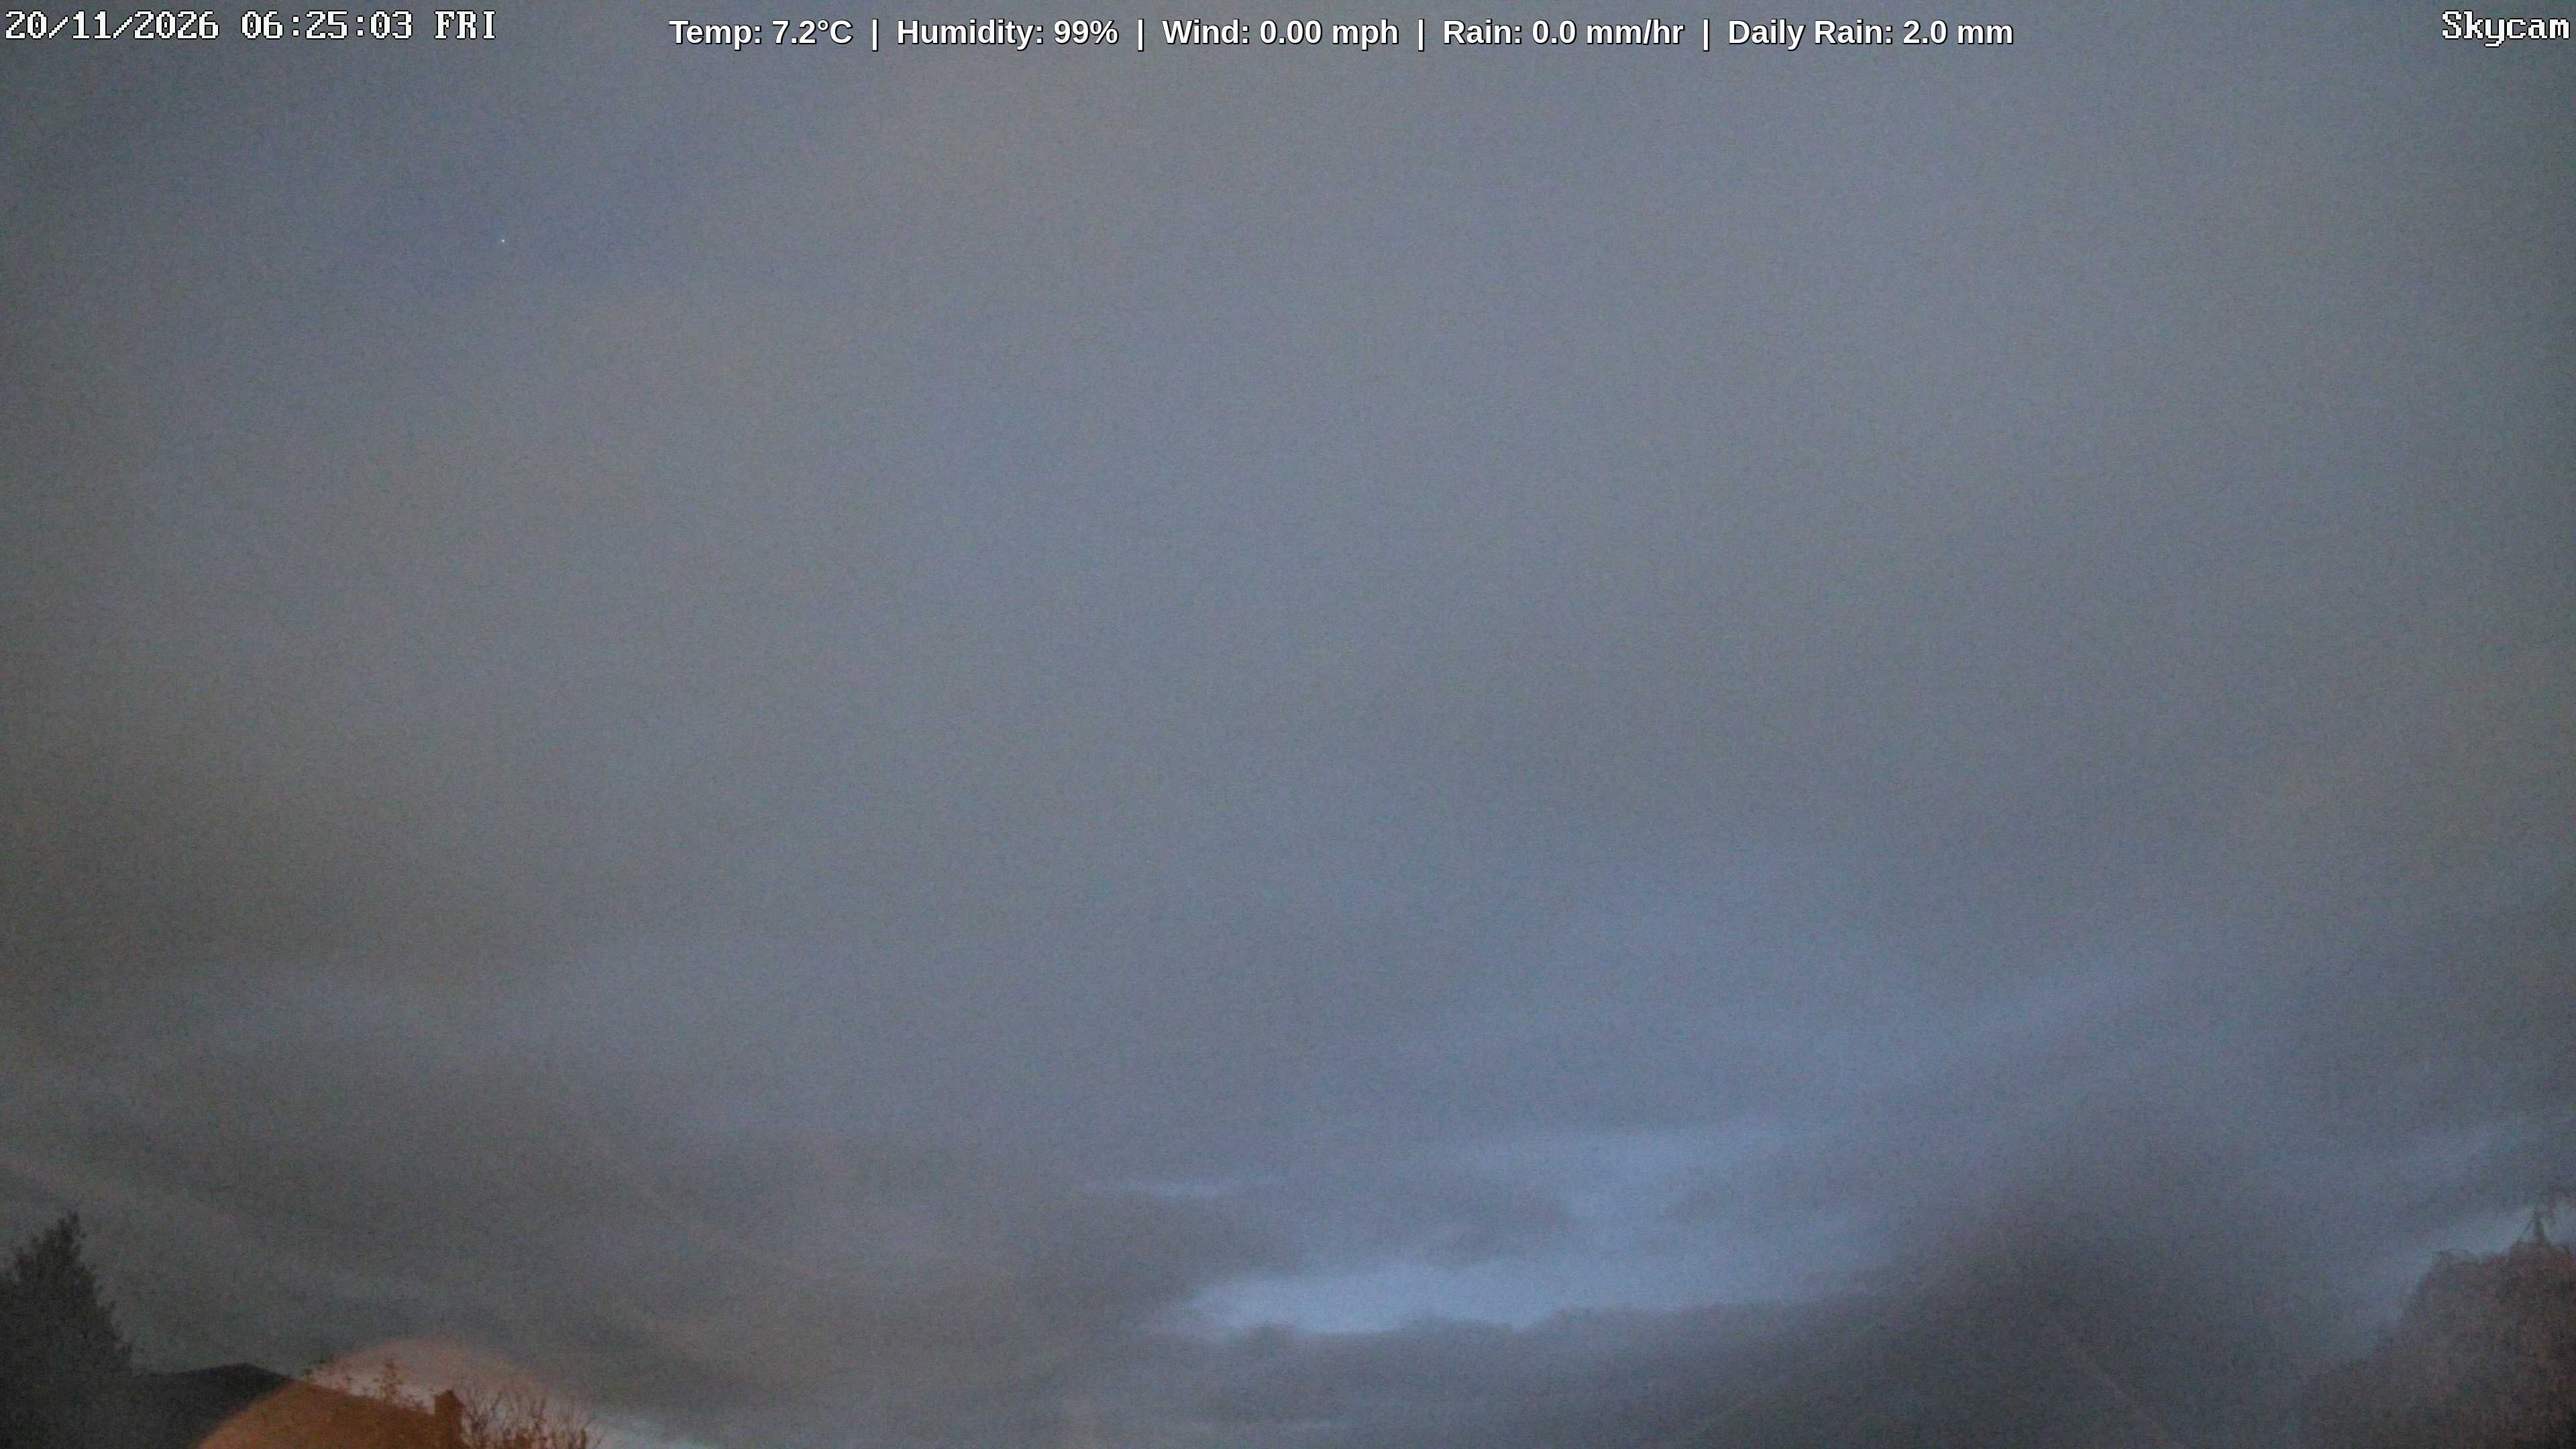 20/11/2026 06:25:03 FRI
Temp: 7.2°C | Humidity: 99% | Wind: 0.00 mph | Rain: 0.0 mm/hr | Daily Rain: 2.0 mm
Skycam